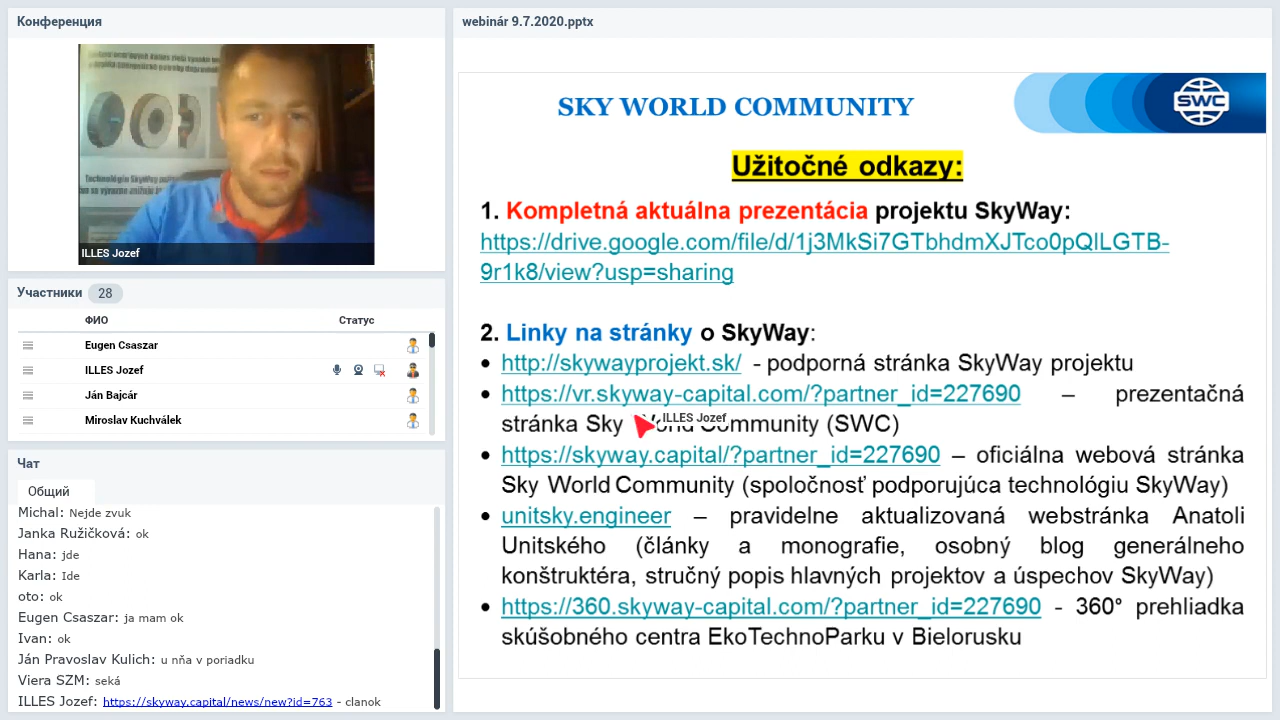 Конференция
ILLES Jozef
Участники 28
ФИО Статус
Eugen Csaszar
ILLES Jozef
Ján Bajcár
Miroslav Kuchválek
Чат
Общий
Michal: Nejde zvuk
Janka Ružičková: ok
Hana: jde
Karla: Ide
oto: ok
Eugen Csaszar: ja mam ok
Ivan: ok
Ján Pravoslav Kulich: u nňa v poriadku
Viera SZM: seká
ILLES Jozef: https://skyway.capital/news/new?id=763 - clanok
webinár 9.7.2020.pptx
SKY WORLD COMMUNITY
SWC
Užitočné odkazy:
1. Kompletná aktuálna prezentácia projektu SkyWay:
https://drive.google.com/file/d/1j3MkSi7GTbhdmXJTco0pQlLGTB-
9r1k8/view?usp=sharing
2. Linky na stránky o SkyWay:
• http://skywayprojekt.sk/ - podporná stránka SkyWay projektu
• https://vr.skyway-capital.com/?partner_id=227690 – prezentačná
stránka Sky World Community (SWC)
ILLES Jozef
• https://skyway.capital/?partner_id=227690 – oficiálna webová stránka
Sky World Community (spoločnosť podporujúca technológiu SkyWay)
• unitsky.engineer – pravidelne aktualizovaná webstránka Anatoli
Unitského (články a monografie, osobný blog generálneho
konštruktéra, stručný popis hlavných projektov a úspechov SkyWay)
• https://360.skyway-capital.com/?partner_id=227690 - 360° prehliadka
skúšobného centra EkoTechnoParku v Bielorusku